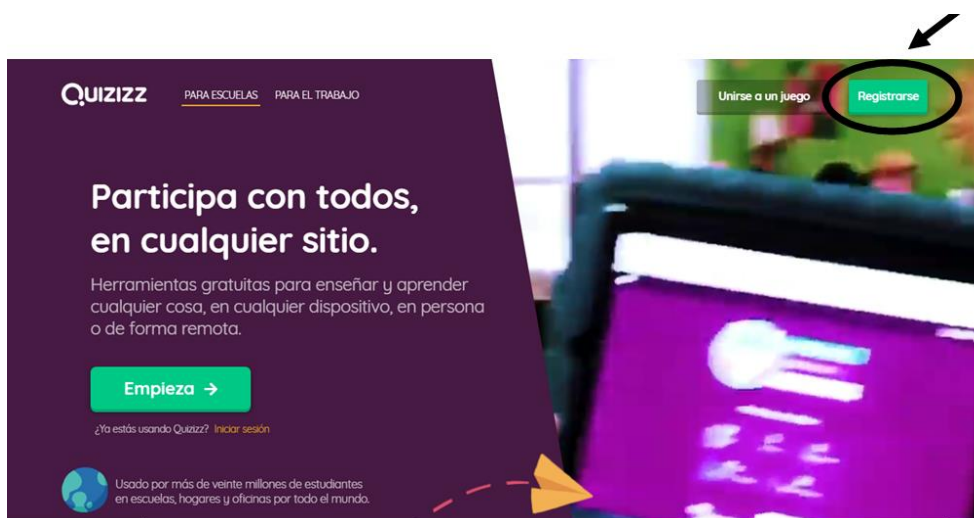 Quizizz
PARA ESCUELAS PARA EL TRABAJO
Unirse a un juego
Registrarse
Participa con todos,
en cualquier sitio.
Herramientas gratuitas para enseñar y aprender
cualquier cosa, en cualquier dispositivo, en persona
o de forma remota.
Empieza →
¿Ya estás usando Quizizz? Iniciar sesión
Usado por más de veinte millones de estudiantes
en escuelas, hogares y oficinas por todo el mundo.